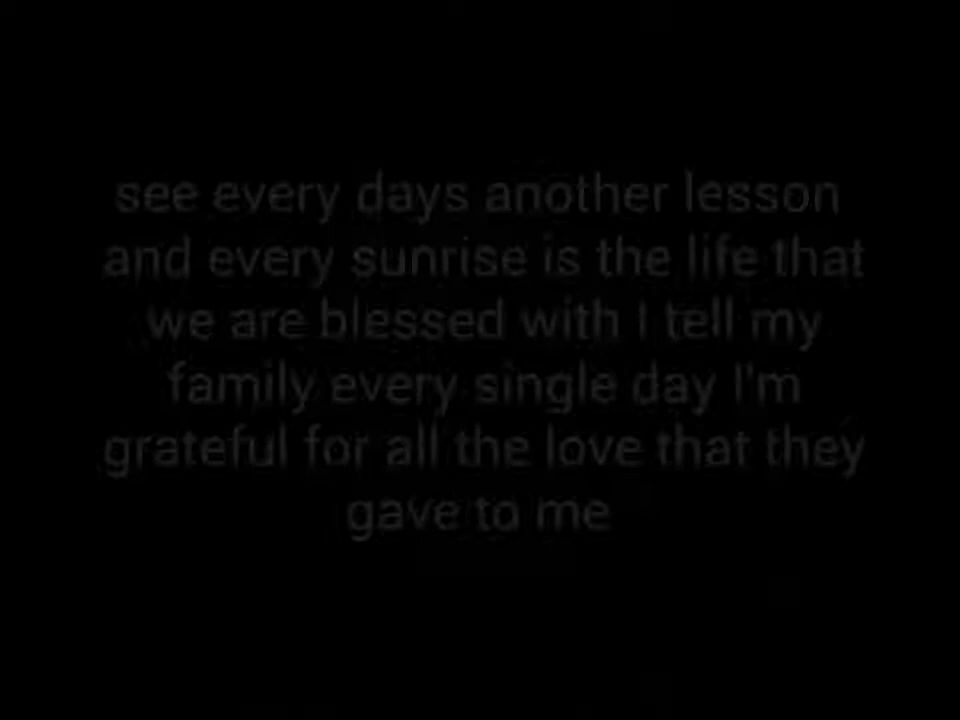 see every days another lesson
and every sunrise is the life that
we are blessed with I tell my
family every single day I'm
grateful for all the love that they
gave to me